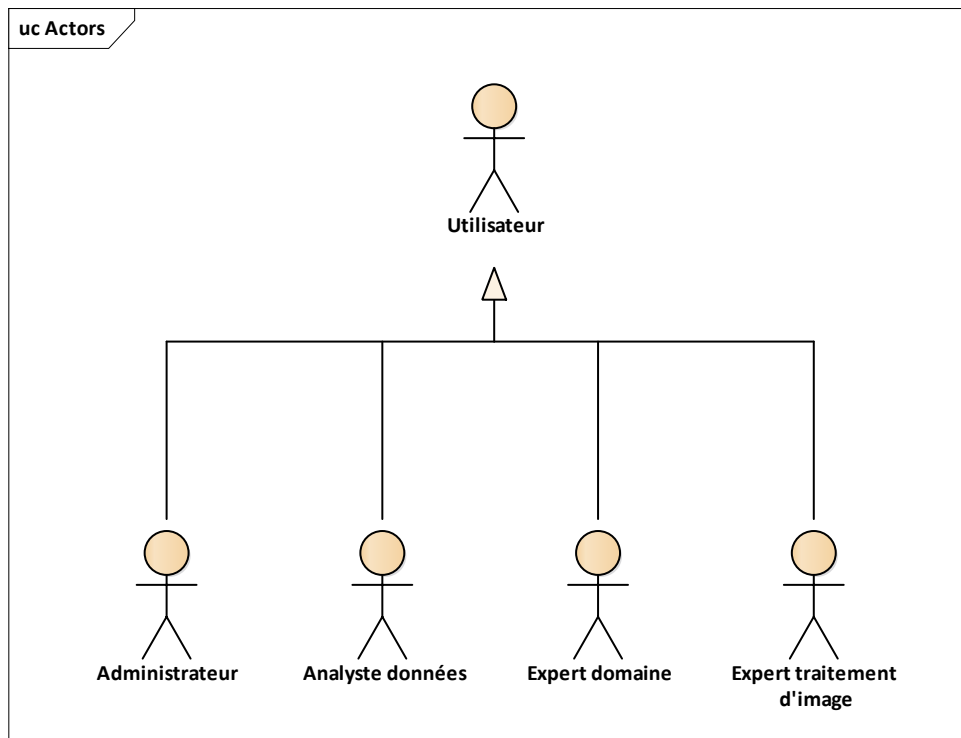 uc Actors
Utilisateur
Administrateur
Analyste données
Expert domaine
Expert traitement
d'image